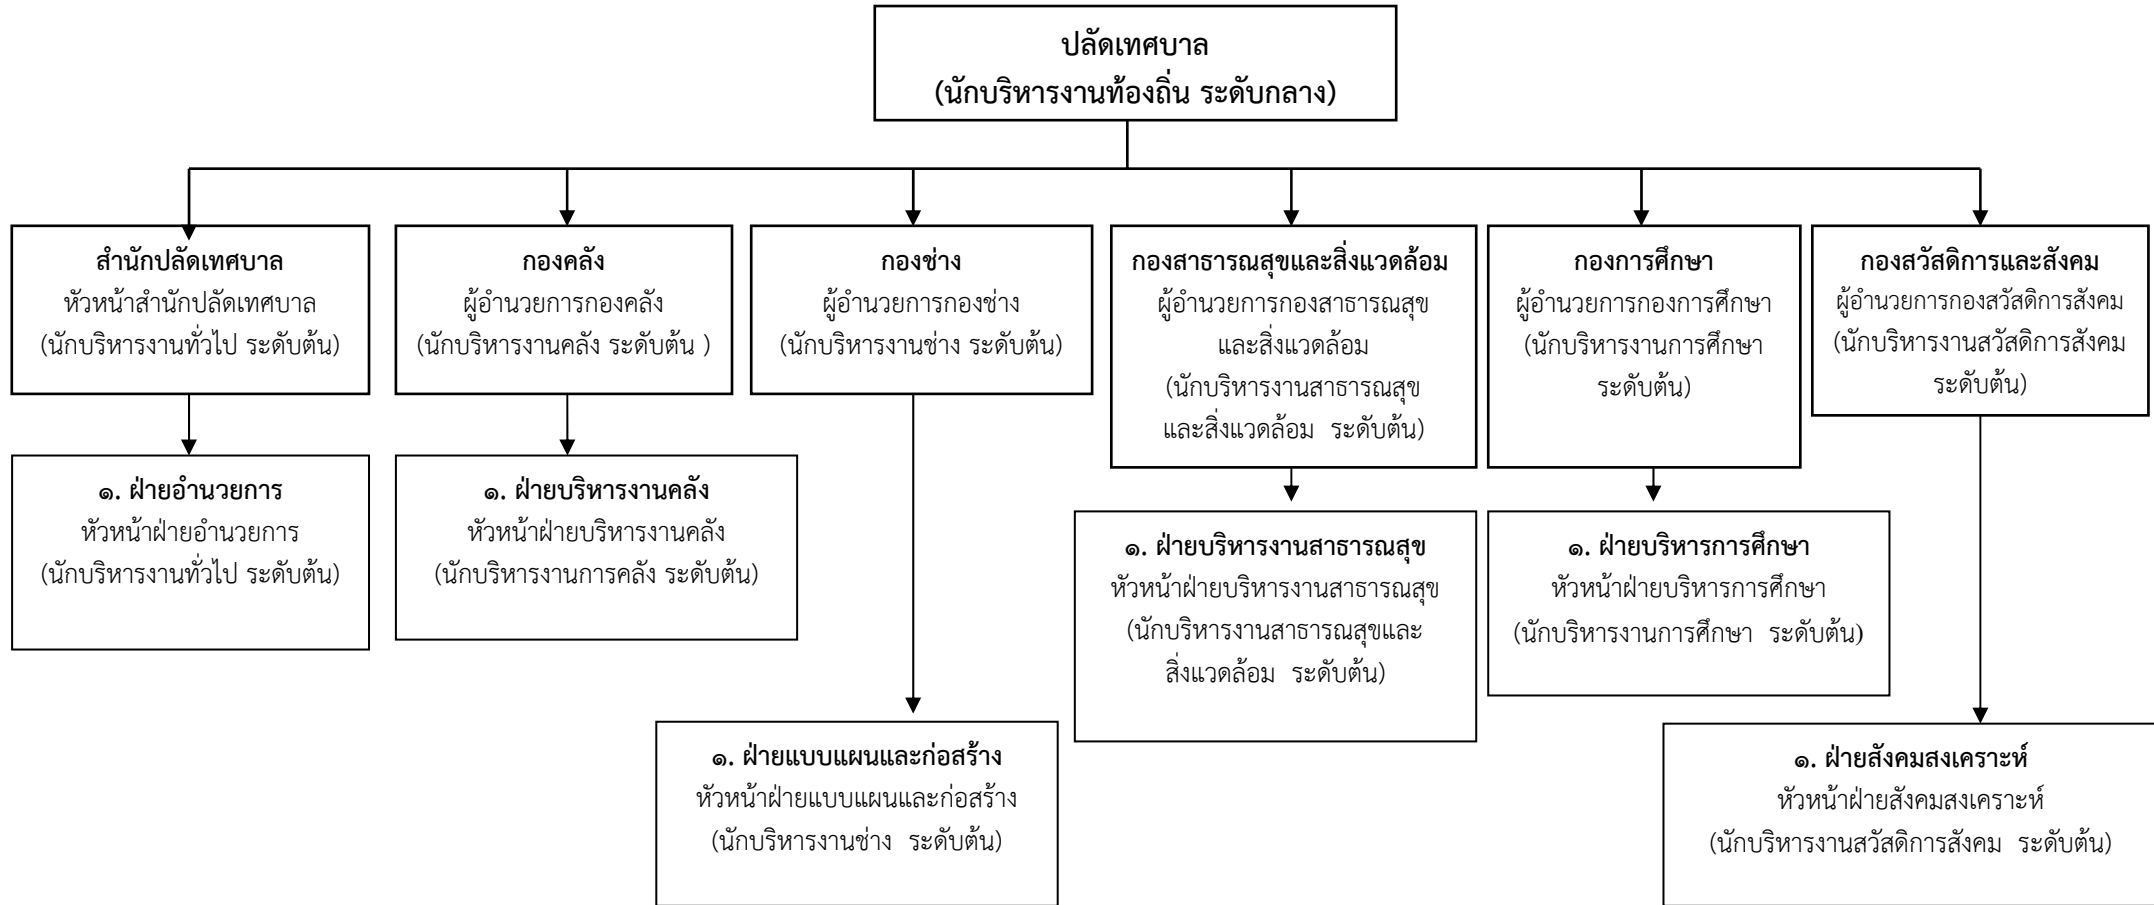 ปลัดเทศบาล
(นักบริหารงานท้องถิ่น ระดับกลาง)
สำนักปลัดเทศบาล
หัวหน้าสำนักปลัดเทศบาล
(นักบริหารงานทั่วไป ระดับต้น)
กองคลัง
ผู้อำนวยการกองคลัง
(นักบริหารงานคลัง ระดับต้น )
กองช่าง
ผู้อำนวยการกองช่าง
(นักบริหารงานช่าง ระดับต้น)
กองสาธารณสุขและสิ่งแวดล้อม
ผู้อำนวยการกองสาธารณสุข
และสิ่งแวดล้อม
(นักบริหารงานสาธารณสุข
และสิ่งแวดล้อม ระดับต้น)
กองการศึกษา
ผู้อำนวยการกองการศึกษา
(นักบริหารงานการศึกษา
ระดับต้น)
กองสวัสดิการและสังคม
ผู้อำนวยการกองสวัสดิการสังคม
(นักบริหารงานสวัสดิการสังคม
ระดับต้น)
๑. ฝ่ายอำนวยการ
หัวหน้าฝ่ายอำนวยการ
(นักบริหารงานทั่วไป ระดับต้น)
๑. ฝ่ายบริหารงานคลัง
หัวหน้าฝ่ายบริหารงานคลัง
(นักบริหารงานการคลัง ระดับต้น)
๑. ฝ่ายแบบแผนและก่อสร้าง
หัวหน้าฝ่ายแบบแผนและก่อสร้าง
(นักบริหารงานช่าง ระดับต้น)
๑. ฝ่ายบริหารงานสาธารณสุข
หัวหน้าฝ่ายบริหารงานสาธารณสุข
(นักบริหารงานสาธารณสุขและ
สิ่งแวดล้อม ระดับต้น)
๑. ฝ่ายบริหารการศึกษา
หัวหน้าฝ่ายบริหารการศึกษา
(นักบริหารงานการศึกษา ระดับต้น)
๑. ฝ่ายสังคมสงเคราะห์
หัวหน้าฝ่ายสังคมสงเคราะห์
(นักบริหารงานสวัสดิการสังคม ระดับต้น)